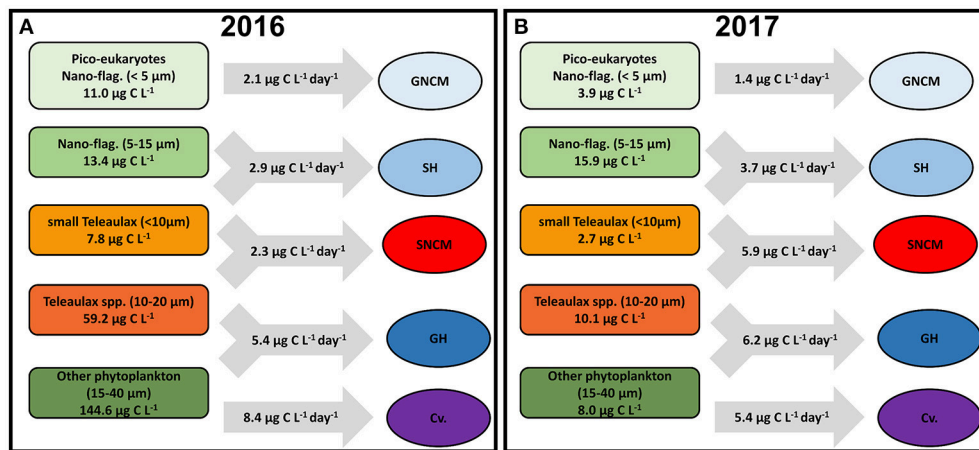 A
2016
Pico-eukaryotes
Nano-flag. (< 5 µm)
11.0 µg C L⁻¹
2.1 µg C L⁻¹ day⁻¹
GNCM
Nano-flag. (5-15 µm)
13.4 µg C L⁻¹
2.9 µg C L⁻¹ day⁻¹
SH
small Teleaulax (<10µm)
7.8 µg C L⁻¹
2.3 µg C L⁻¹ day⁻¹
SNCM
Teleaulax spp. (10-20 µm)
59.2 µg C L⁻¹
5.4 µg C L⁻¹ day⁻¹
GH
Other phytoplankton
(15-40 µm)
144.6 µg C L⁻¹
8.4 µg C L⁻¹ day⁻¹
Cv.
B
2017
Pico-eukaryotes
Nano-flag. (< 5 µm)
3.9 µg C L⁻¹
1.4 µg C L⁻¹ day⁻¹
GNCM
Nano-flag. (5-15 µm)
15.9 µg C L⁻¹
3.7 µg C L⁻¹ day⁻¹
SH
small Teleaulax (<10µm)
2.7 µg C L⁻¹
5.9 µg C L⁻¹ day⁻¹
SNCM
Teleaulax spp. (10-20 µm)
10.1 µg C L⁻¹
6.2 µg C L⁻¹ day⁻¹
GH
Other phytoplankton
(15-40 µm)
8.0 µg C L⁻¹
5.4 µg C L⁻¹ day⁻¹
Cv.